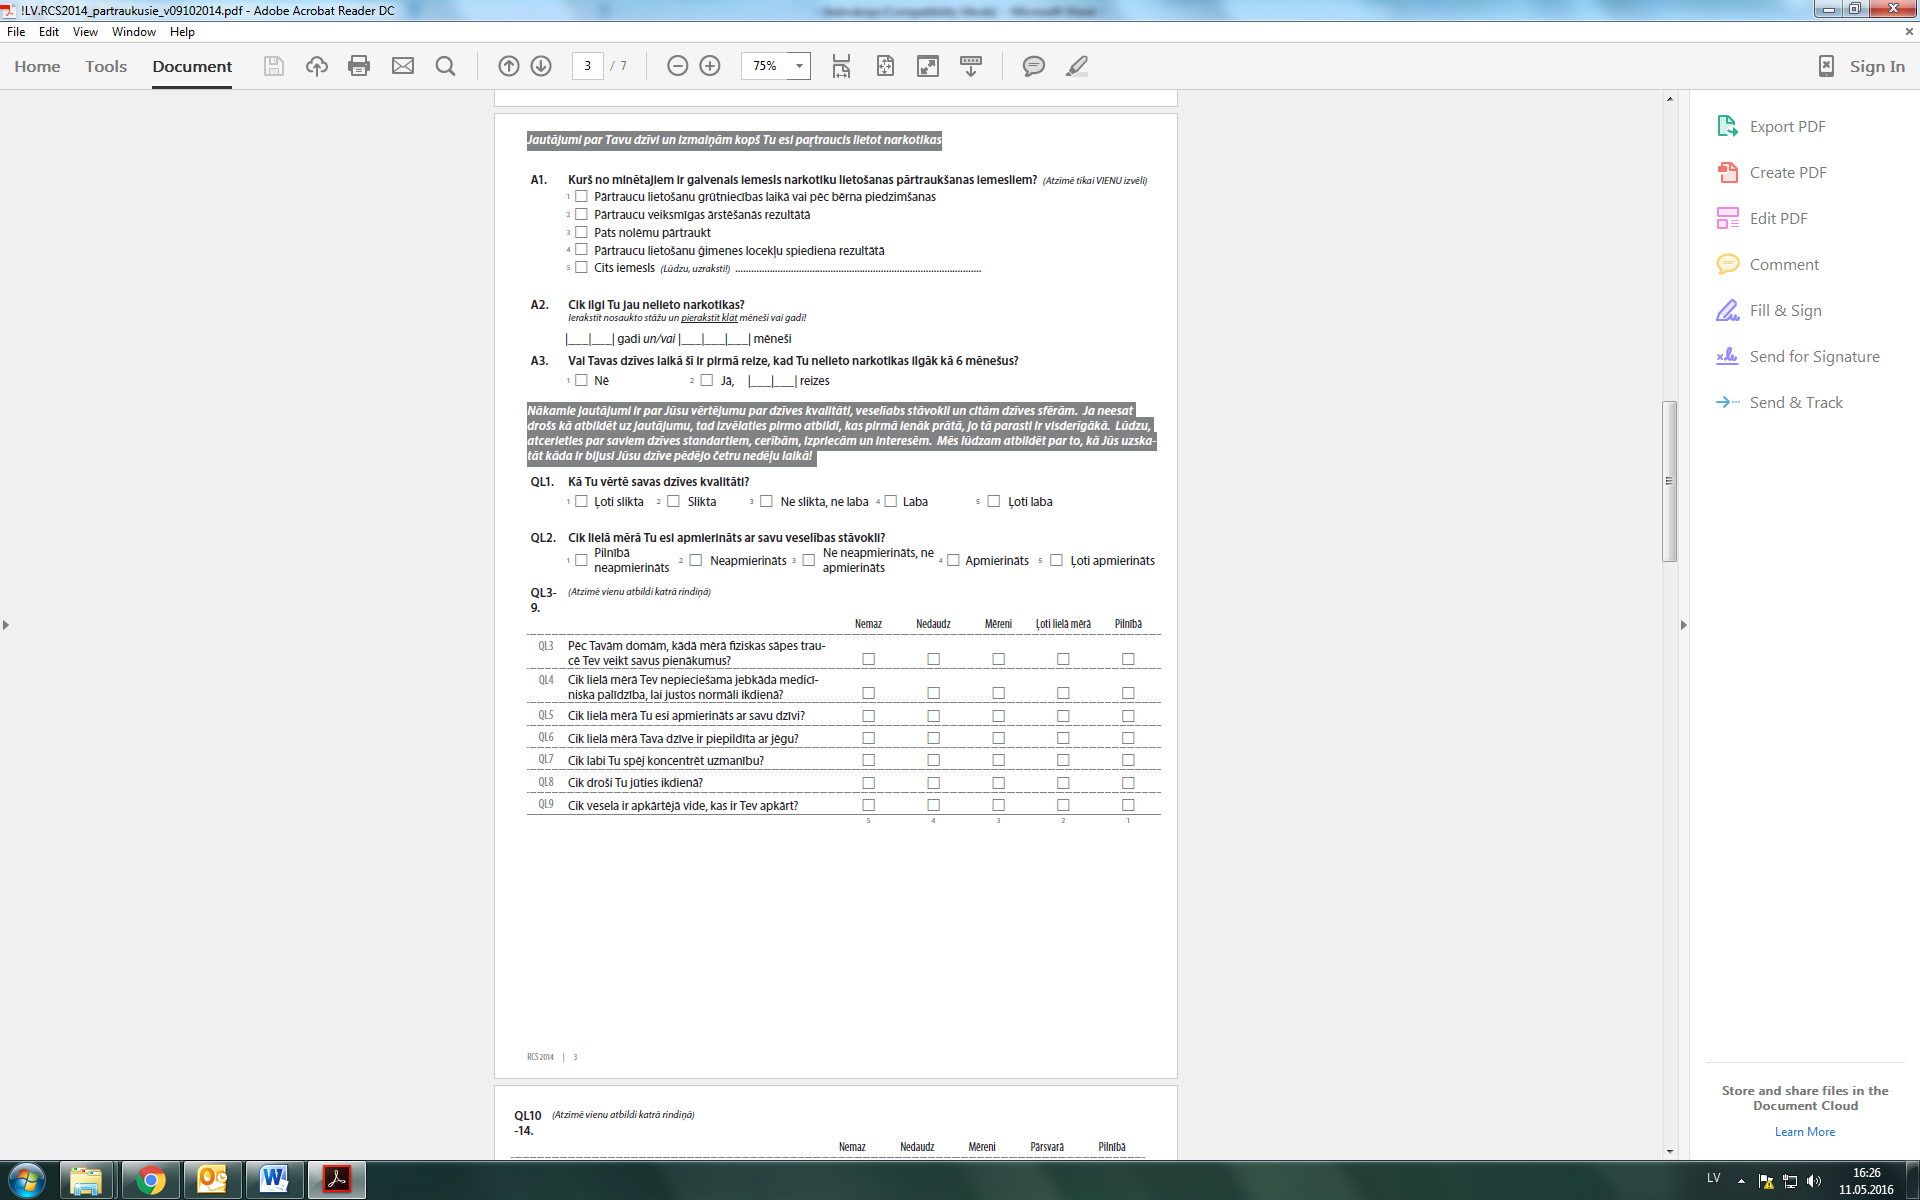 !LV.RCS2014_partraukusie_v09102014.pdf - Adobe Acrobat Reader DC
File Edit View Window Help
Home Tools Document 3 / 7 75% Sign In
Jautājumi par Tavu dzīvi un izmaiņām kopš Tu esi partraucis lietot narkotikas
A1. Kurš no minētajiem ir galvenais iemesls narkotiku lietošanas pārtraukšanas iemesliem? (Atzīmē tikai VIENU izvēli)
1 Pārtraucu lietošanu grūtniecības laikā vai pēc bērna piedzimšanas
2 Pārtraucu veiksmīgas ārstēšanās rezultātā
3 Pats nolēmu pārtraukt
4 Pārtraucu lietošanu ģimenes locekļu spiediena rezultātā
5 Cits iemesls (Lūdzu, uzraksti!) ..............................................................................................
A2. Cik ilgi Tu jau nelieto narkotikas?
Ierakstīt nosaukto stāžu un pierakstīt klāt mēneši vai gadi!
|___|___| gadi un/vai |___|___|___| mēneši
A3. Vai Tavas dzīves laikā šī ir pirmā reize, kad Tu nelieto narkotikas ilgāk kā 6 mēnešus?
1 Nē 2 Jā, |___|___| reizes
Nākamie jautājumi ir par Jūsu vērtējumu par dzīves kvalitāti, veselīabs stāvokli un citām dzīves sfērām. Ja neesat
drošs kā atbildēt uz jautājumu, tad izvēlaties pirmo atbildi, kas pirmā ienāk prātā, jo tā parasti ir visderīgākā. Lūdzu,
atcerieties par saviem dzīves standartiem, cerībām, izpriecām un interesēm. Mēs lūdzam atbildēt par to, kā Jūs uzska-
tāt kāda ir bijusi Jūsu dzīve pēdējo četru nedēļu laikā!
QL1. Kā Tu vērtē savas dzīves kvalitāti?
1 Ļoti slikta 2 Slikta 3 Ne slikta, ne laba 4 Laba 5 Ļoti laba
QL2. Cik lielā mērā Tu esi apmierināts ar savu veselības stāvokli?
1 Pilnībā neapmierināts 2 Neapmierināts 3 Ne neapmierināts, ne apmierināts 4 Apmierināts 5 Ļoti apmierināts
QL3-9. (Atzīmē vienu atbildi katrā rindiņā)
Nemaz Nedaudz Mēreni Ļoti lielā mērā Pilnībā
QL3 Pēc Tavām domām, kādā mērā fiziskas sāpes trau-
cē Tev veikt savus pienākumus?
QL4 Cik lielā mērā Tev nepieciešama jebkāda medicī-
niska palīdzība, lai justos normāli ikdienā?
QL5 Cik lielā mērā Tu esi apmierināts ar savu dzīvi?
QL6 Cik lielā mērā Tava dzīve ir piepildīta ar jēgu?
QL7 Cik labi Tu spēj koncentrēt uzmanību?
QL8 Cik droši Tu jūties ikdienā?
QL9 Cik vesela ir apkārtējā vide, kas ir Tev apkārt?
5 4 3 2 1
RCS 2014 | 3
QL10-14. (Atzīmē vienu atbildi katrā rindiņā)
Nemaz Nedaudz Mēreni Pārsvarā Pilnībā
Export PDF
Create PDF
Edit PDF
Comment
Fill & Sign
Send for Signature
Send & Track
Store and share files in the
Document Cloud
Learn More
LV
16:26
11.05.2016